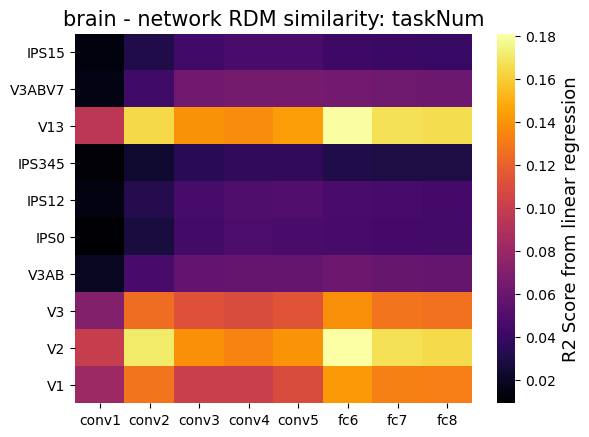 brain - network RDM similarity: taskNum
IPS15
V3ABV7
V13
IPS345
IPS12
IPS0
V3AB
V3
V2
V1
conv1 conv2 conv3 conv4 conv5 fc6 fc7 fc8
0.18
0.16
0.14
0.12
0.10
0.08
0.06
0.04
0.02
R2 Score from linear regression